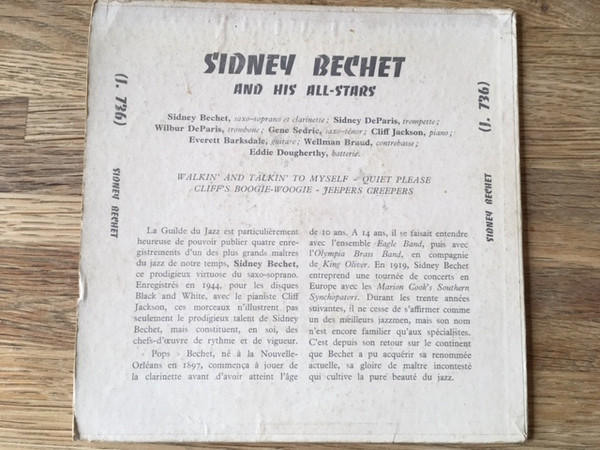 SIDNEY BECHET
AND HIS ALL-STARS
Sidney Bechet, saxo-soprano et clarinette; Sidney DeParis, trompette;
Wilbur DeParis, trombone; Gene Sedric, saxo-ténor; Cliff Jackson, piano;
Everett Barksdale, guitare; Wellman Braud, contrebasse;
Eddie Dougherthy, batterie.
WALKIN' AND TALKIN' TO MYSELF - QUIET PLEASE
CLIFF'S BOOGIE-WOOGIE - JEEPERS CREEPERS
(J. 736)
SIDNEY BECHET
(J. 736)
SIDNEY BECHET
La Guilde du Jazz est particulièrement
heureuse de pouvoir publier quatre enre-
gistrements d'un des plus grands maîtres
du jazz de notre temps, Sidney Bechet,
ce prodigieux virtuose du saxo-soprano.
Enregistrés en 1944, pour les disques
Black and White, avec le pianiste Cliff
Jackson, ces morceaux n'illustrent pas
seulement le prodigieux talent de Sidney
Bechet, mais constituent, en soi, des
chefs-d'œuvre de rythme et de vigueur.
« Pops » Bechet, né à la Nouvelle-
Orléans en 1897, commença à jouer de
la clarinette avant d'avoir atteint l'âge
de 10 ans. A 14 ans, il se faisait entendre
avec l'ensemble Eagle Band, puis avec
l'Olympia Brass Band, en compagnie
de King Oliver. En 1919, Sidney Bechet
entreprend une tournée de concerts en
Europe avec les Marion Cook's Southern
Synchopators. Durant les trente années
suivantes, il ne cesse de s'affirmer comme
un des meilleurs jazzmen, mais son nom
n'est encore familier qu'aux spécialistes.
C'est depuis son retour sur le continent
que Bechet a pu acquérir sa renommée
actuelle, sa gloire de maître incontesté
qui cultive la pure beauté du jazz.